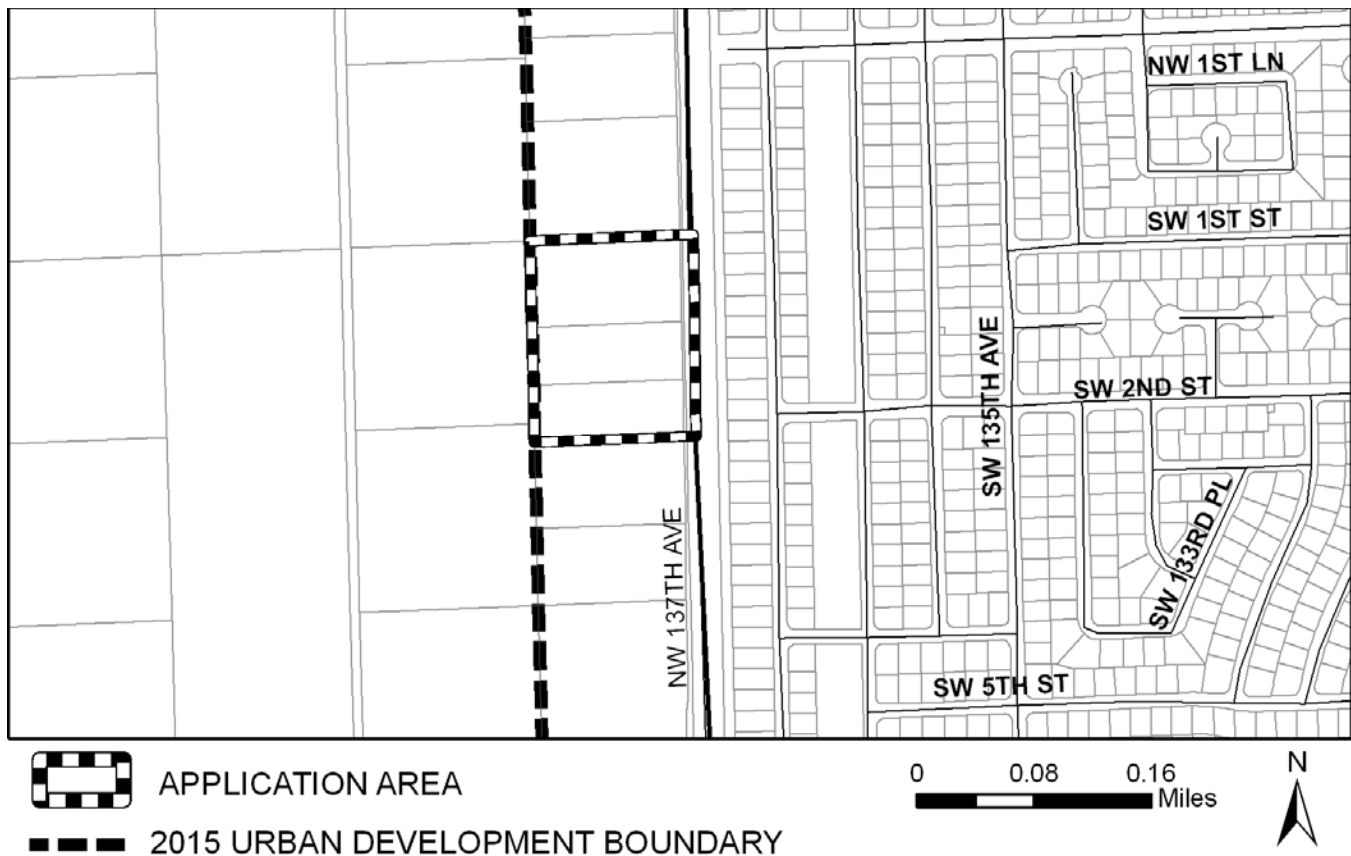 NW 1ST LN
SW 1ST ST
SW 135TH AVE
SW 2ND ST
SW 133RD PL
NW 137TH AVE
SW 5TH ST
APPLICATION AREA
0 0.08 0.16
Miles
N
2015 URBAN DEVELOPMENT BOUNDARY